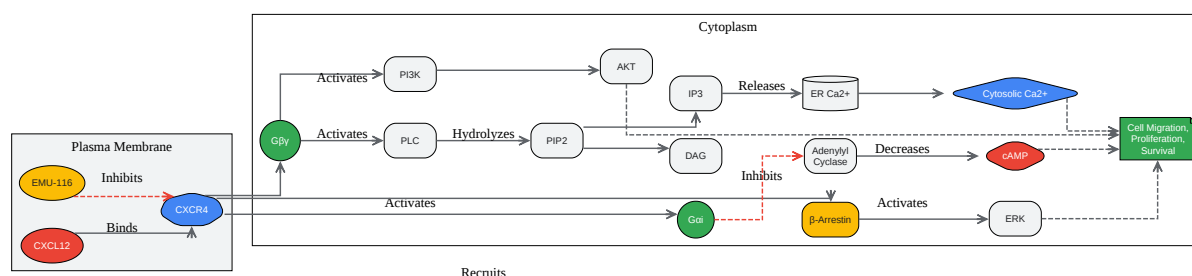 Cytoplasm
Activates
PI3K
AKT
IP3
Releases
ER Ca2+
Cytosolic Ca2+
Gβγ
Activates
PLC
Hydrolyzes
PIP2
DAG
Adenylyl
Cyclase
Decreases
cAMP
Cell Migration,
Proliferation,
Survival
Plasma Membrane
EMU-116
Inhibits
CXCR4
CXCL12
Binds
Activates
Gαi
Inhibits
β-Arrestin
Activates
ERK
Recruits